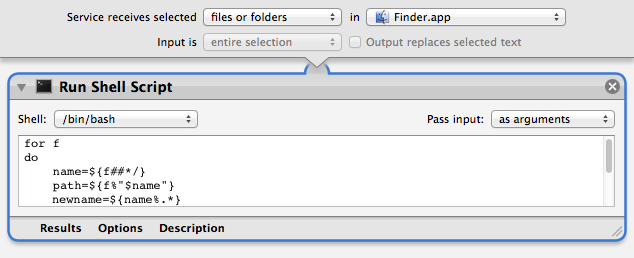 Service receives selected files or folders in Finder.app
Input is entire selection Output replaces selected text
Run Shell Script
Shell: /bin/bash Pass input: as arguments
for f
do
    name=${f##*/}
    path=${f%"$name"}
    newname=${name%.*}
Results Options Description